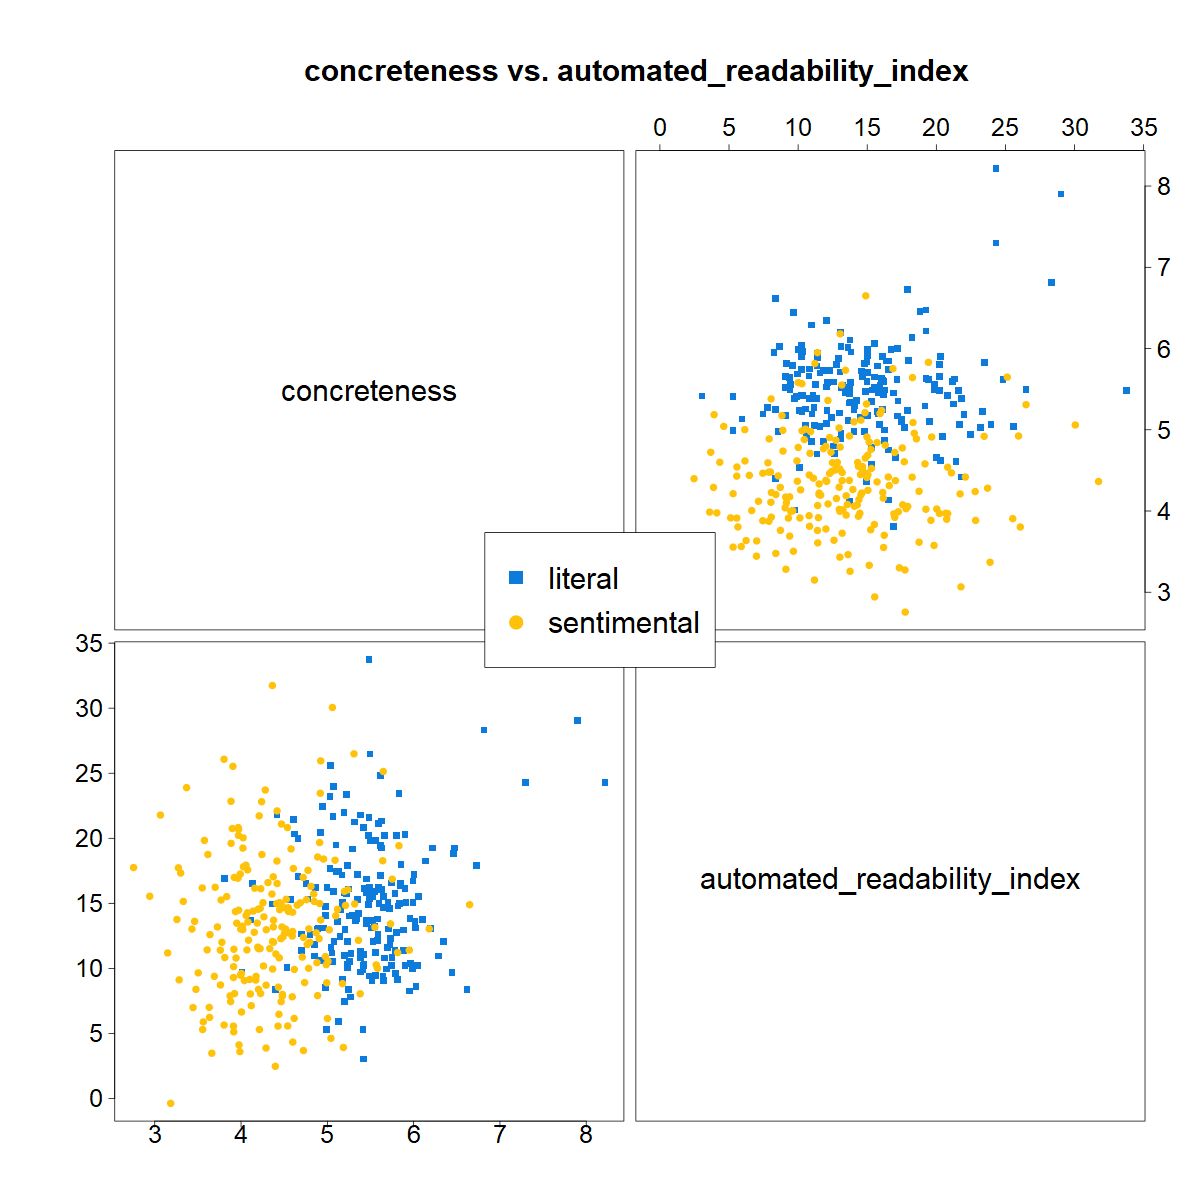 concreteness vs. automated_readability_index
0 5 10 15 20 25 30 35
concreteness
8
7
6
5
4
3
literal
sentimental
35
30
25
20
15
10
5
0
automated_readability_index
3 4 5 6 7 8